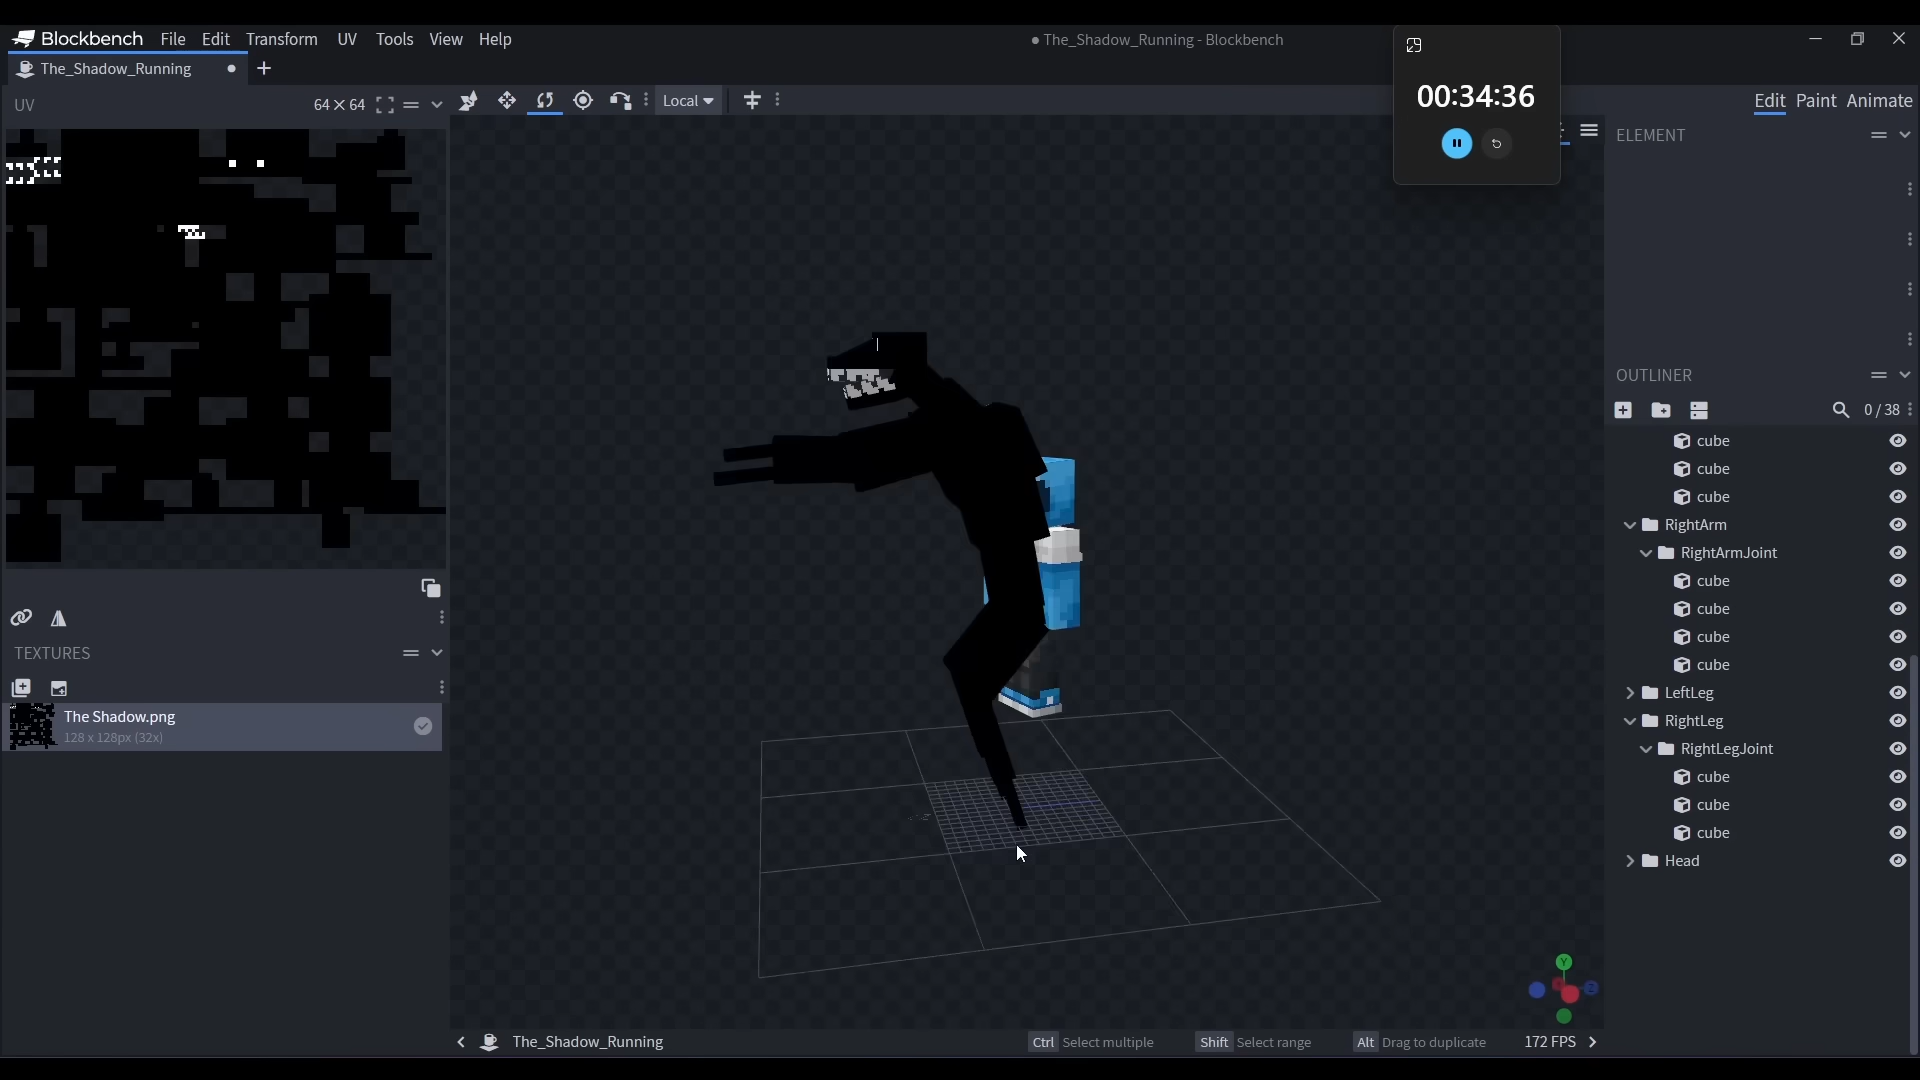 Blockbench File Edit Transform UV Tools View Help
● The_Shadow_Running - Blockbench
The_Shadow_Running
00:34:36
UV 64 × 64
Local
Edit Paint Animate
ELEMENT
OUTLINER
0 / 38
cube
cube
cube
RightArm
RightArmJoint
cube
cube
cube
cube
LeftLeg
RightLeg
RightLegJoint
cube
cube
cube
Head
TEXTURES
The Shadow.png
128 x 128px (32x)
Y
Z
The_Shadow_Running
Ctrl Select multiple Shift Select range Alt Drag to duplicate 172 FPS